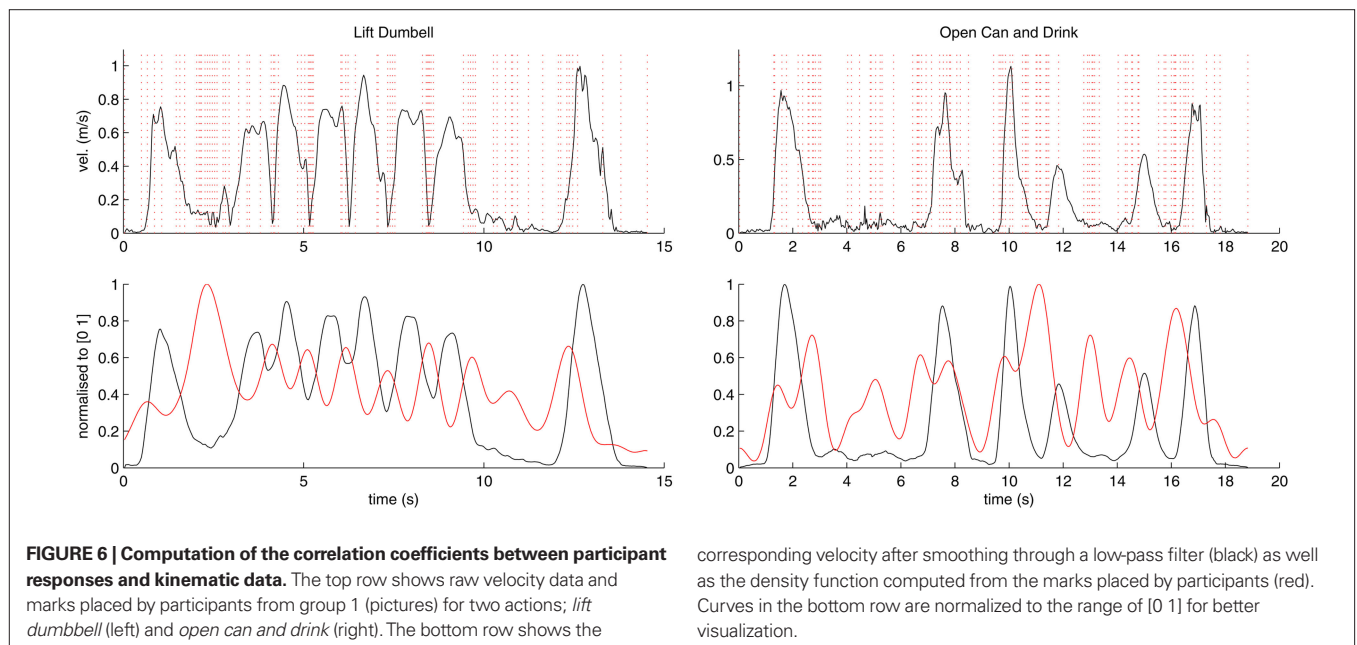 Lift Dumbell
vel. (m/s)
1
0.8
0.6
0.4
0.2
0
0 5 10 15
Open Can and Drink
1
0.5
0
0 2 4 6 8 10 12 14 16 18 20
normalised to [0 1]
1
0.8
0.6
0.4
0.2
0
0 5 10 15
time (s)
1
0.8
0.6
0.4
0.2
0
0 2 4 6 8 10 12 14 16 18 20
time (s)
FIGURE 6 | Computation of the correlation coefficients between participant
responses and kinematic data. The top row shows raw velocity data and
marks placed by participants from group 1 (pictures) for two actions; lift
dumbbell (left) and open can and drink (right). The bottom row shows the
corresponding velocity after smoothing through a low-pass filter (black) as well
as the density function computed from the marks placed by participants (red).
Curves in the bottom row are normalized to the range of [0 1] for better
visualization.